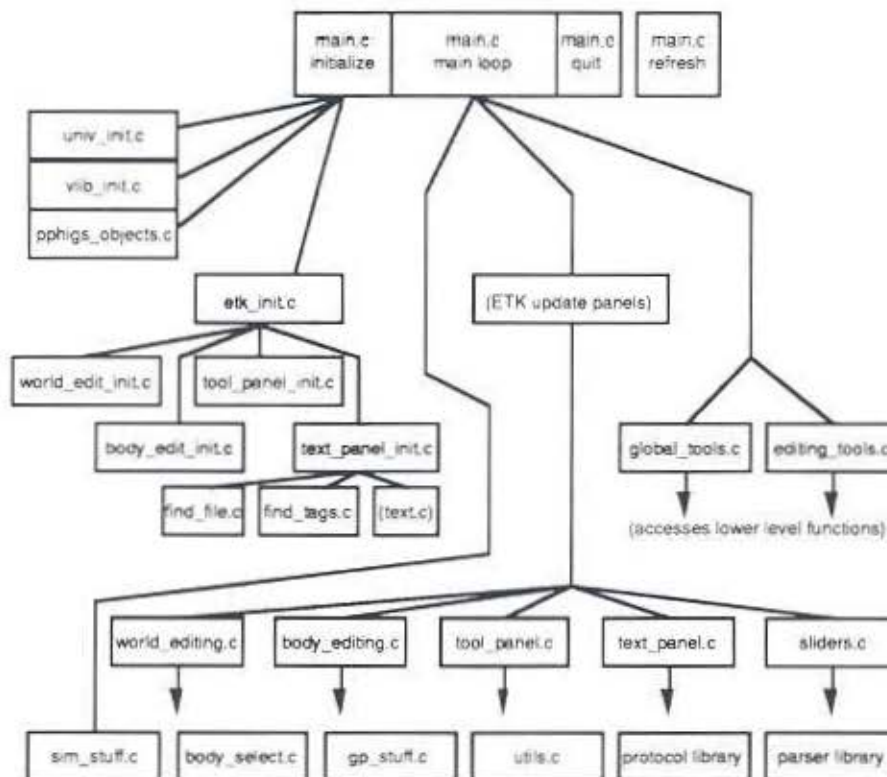 main.c
initialize
main.c
main loop
main.c
quit
main.c
refresh
univ_init.c
vlib_init.c
pphigs_objects.c
etk_init.c
(ETK update panels)
world_edit_init.c
tool_panel_init.c
body_edit_init.c
text_panel_init.c
global_tools.c
editing_tools.c
find_file.c
find_tags.c
(text.c)
(accesses lower level functions)
world_editing.c
body_editing.c
tool_panel.c
text_panel.c
sliders.c
sim_stuff.c
body_select.c
gp_stuff.c
utils.c
protocol library
parser library